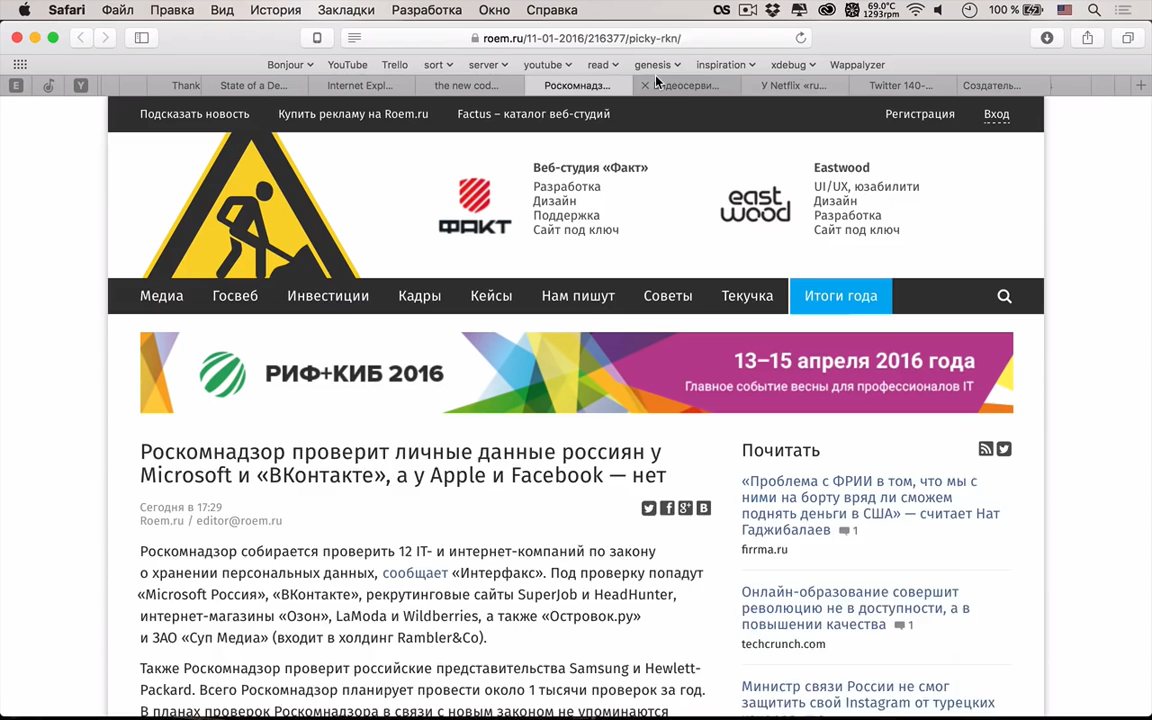 Safari Файл Правка Вид История Закладки Разработка Окно Справка 69.0°C 1293rpm 100 %
roem.ru/11-01-2016/216377/picky-rkn/
Bonjour YouTube Trello sort server youtube read genesis inspiration xdebug Wappalyzer
E Y Thank State of a De... Internet Expl... the new cod... Роскомнадз... У Netflix «ru... Twitter 140-... Создатель...
Подсказать новость Купить рекламу на Roem.ru Factus – каталог веб-студий Регистрация Вход
Веб-студия «Факт»
Разработка
Дизайн
Поддержка
Сайт под ключ
ФАКТ
Eastwood
UI/UX, юзабилити
Дизайн
Разработка
Сайт под ключ
east
wood
Медиа Госвеб Инвестиции Кадры Кейсы Нам пишут Советы Текучка Итоги года
РИФ+КИБ 2016
13–15 апреля 2016 года
Главное событие весны для профессионалов IT
Роскомнадзор проверит личные данные россиян у
Microsoft и «ВКонтакте», а у Apple и Facebook — нет
Сегодня в 17:29
Roem.ru / editor@roem.ru
Роскомнадзор собирается проверить 12 IT- и интернет-компаний по закону
о хранении персональных данных, сообщает «Интерфакс». Под проверку попадут
«Microsoft Россия», «ВКонтакте», рекрутинговые сайты SuperJob и HeadHunter,
интернет-магазины «Озон», LaModa и Wildberries, а также «Островок.ру»
и ЗАО «Суп Медиа» (входит в холдинг Rambler&Co).
Также Роскомнадзор проверит российские представительства Samsung и Hewlett-
Packard. Всего Роскомнадзор планирует провести около 1 тысячи проверок за год.
В планах проверок Роскомнадзора в связи с новым законом не упоминаются
Почитать
«Проблема с ФРИИ в том, что мы с
ними на борту вряд ли сможем
поднять деньги в США» — считает Нат
Гаджибалаев 1
firrma.ru
Онлайн-образование совершит
революцию не в доступности, а в
повышении качества 1
techcrunch.com
Министр связи России не смог
защитить свой Instagram от турецких